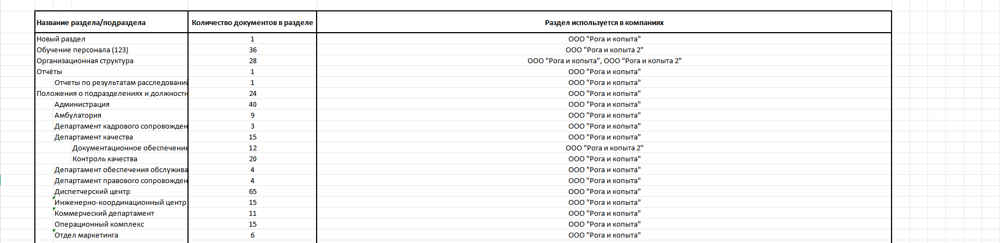 Название раздела/подраздела Количество документов в разделе Раздел используется в компаниях
Новый раздел 1 ООО "Рога и копыта"
Обучение персонала (123) 36 ООО "Рога и копыта 2"
Организационная структура 28 ООО "Рога и копыта", ООО "Рога и копыта 2"
Отчёты 1 ООО "Рога и копыта"
Отчеты по результатам расследований 1 ООО "Рога и копыта"
Положения о подразделениях и должностн 24 ООО "Рога и копыта"
Администрация 40 ООО "Рога и копыта"
Амбулатория 9 ООО "Рога и копыта"
Департамент кадрового сопровожден 3 ООО "Рога и копыта"
Департамент качества 15 ООО "Рога и копыта"
Документационное обеспечение 12 ООО "Рога и копыта 2"
Контроль качества 20 ООО "Рога и копыта"
Департамент обеспечения обслужива 4 ООО "Рога и копыта"
Департамент правового сопровожден 4 ООО "Рога и копыта"
Диспетчерский центр 65 ООО "Рога и копыта"
Инженерно-координационный центр 15 ООО "Рога и копыта"
Коммерческий департамент 11 ООО "Рога и копыта"
Операционный комплекс 15 ООО "Рога и копыта"
Отдел маркетинга 6 ООО "Рога и копыта"